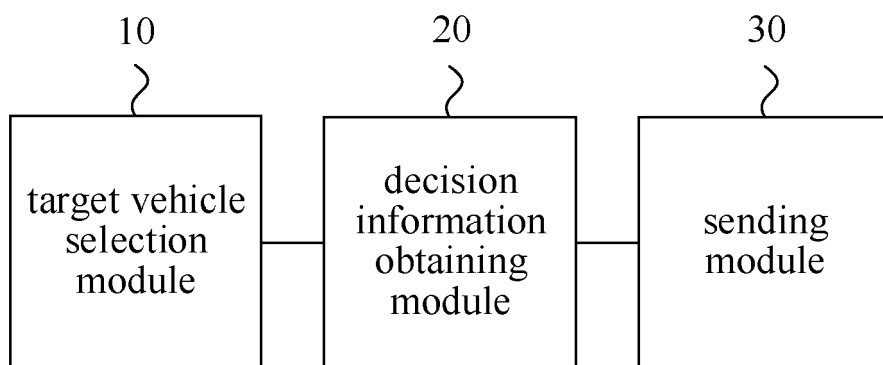 10
20
30
target vehicle
selection
module
decision
information
obtaining
module
sending
module